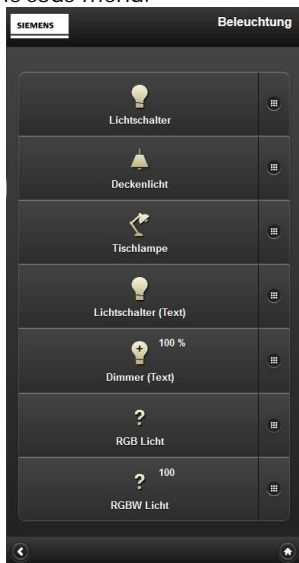 SIEMENS
Beleuchtung
Lichtschalter
Deckenlicht
Tischlampe
Lichtschalter (Text)
100 %
Dimmer (Text)
?
RGB Licht
? 100
RGBW Licht